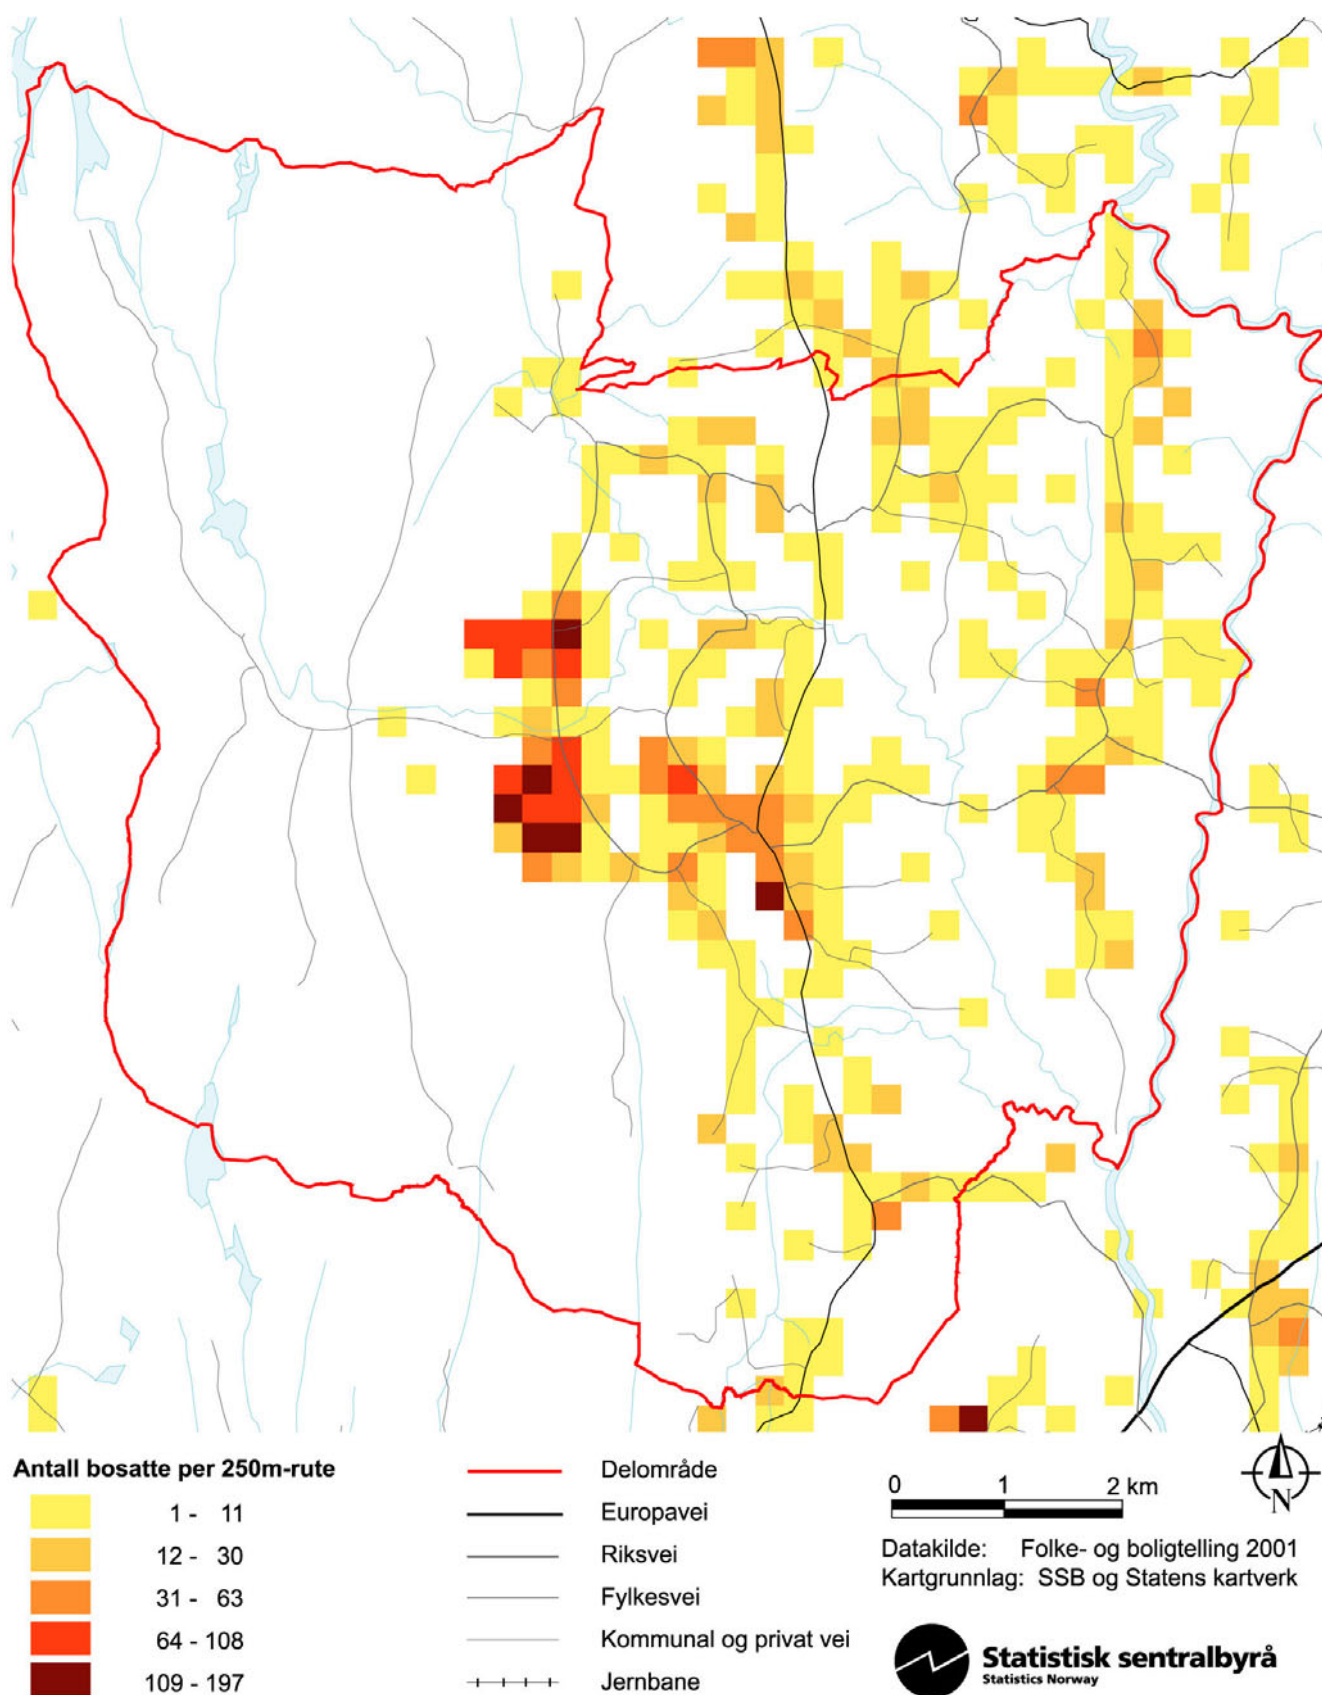 Antall bosatte per 250m-rute
1 - 11
12 - 30
31 - 63
64 - 108
109 - 197
Delområde
Europavei
Riksvei
Fylkesvei
Kommunal og privat vei
Jernbane
0 1 2 km
N
Datakilde: Folke- og boligtelling 2001
Kartgrunnlag: SSB og Statens kartverk
Statistisk sentralbyrå
Statistics Norway